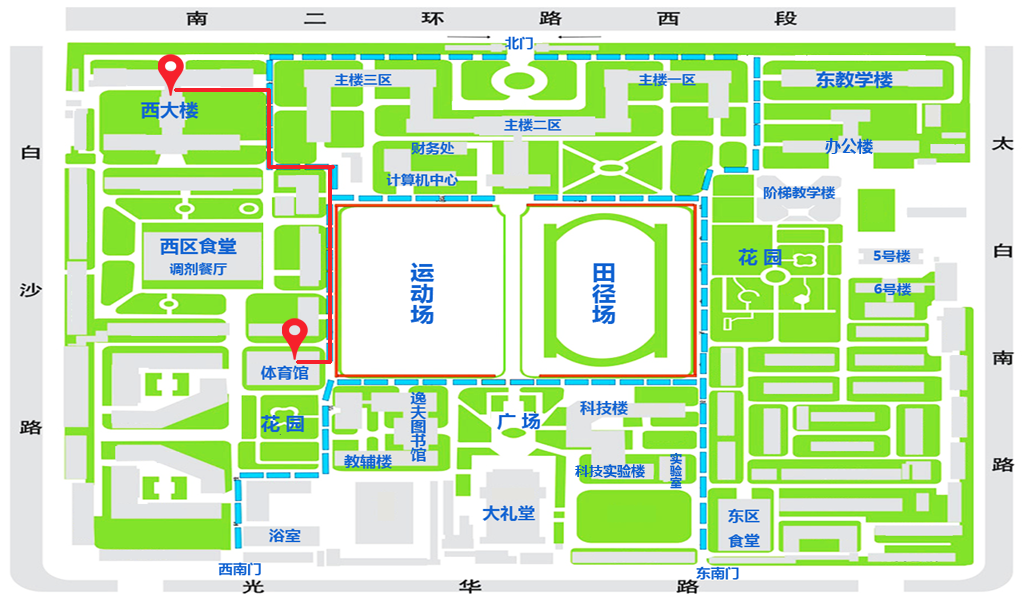 南二环路西段
北门
主楼三区
主楼一区
东教学楼
西大楼
主楼二区
办公楼
财务处
计算机中心
阶梯教学楼
白沙路
太白南路
西区食堂
调剂餐厅
运动场
田径场
花园
5号楼
6号楼
体育馆
花园
逸夫图书馆
广场
科技楼
教辅楼
科技实验楼
实验室
大礼堂
东区
食堂
浴室
西南门
东南门
光华路